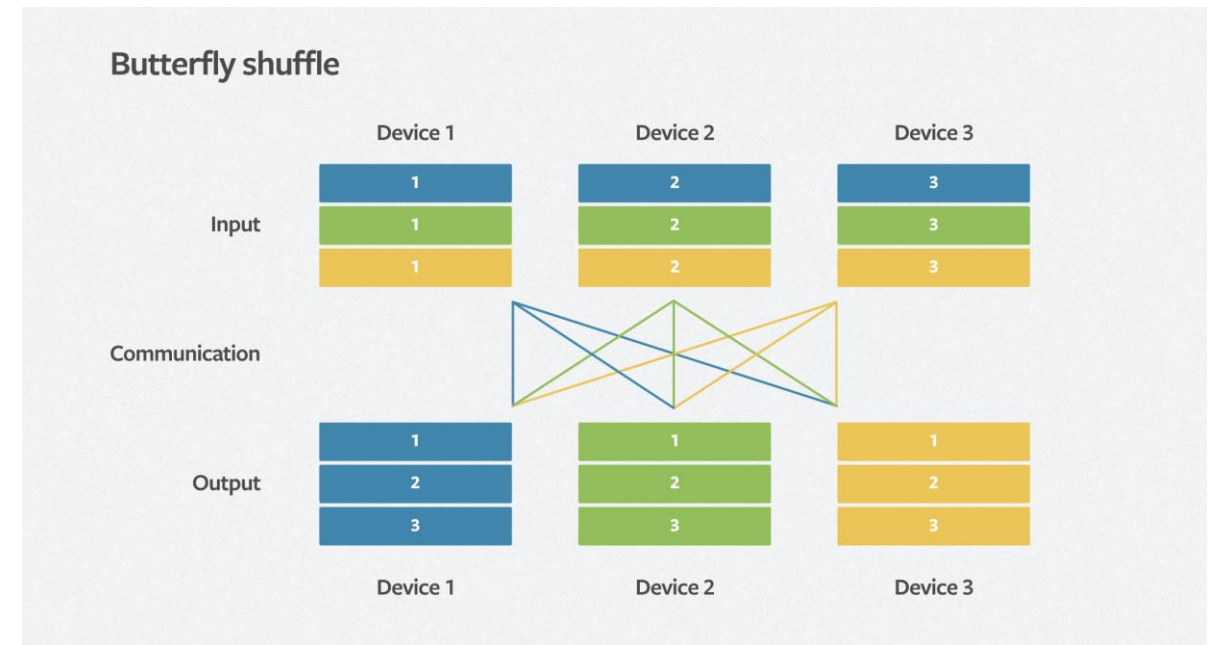 Butterfly shuffle
Device 1 Device 2 Device 3
1 2 3
Input 1 2 3
1 2 3
Communication
1 1 1
Output 2 2 2
3 3 3
Device 1 Device 2 Device 3